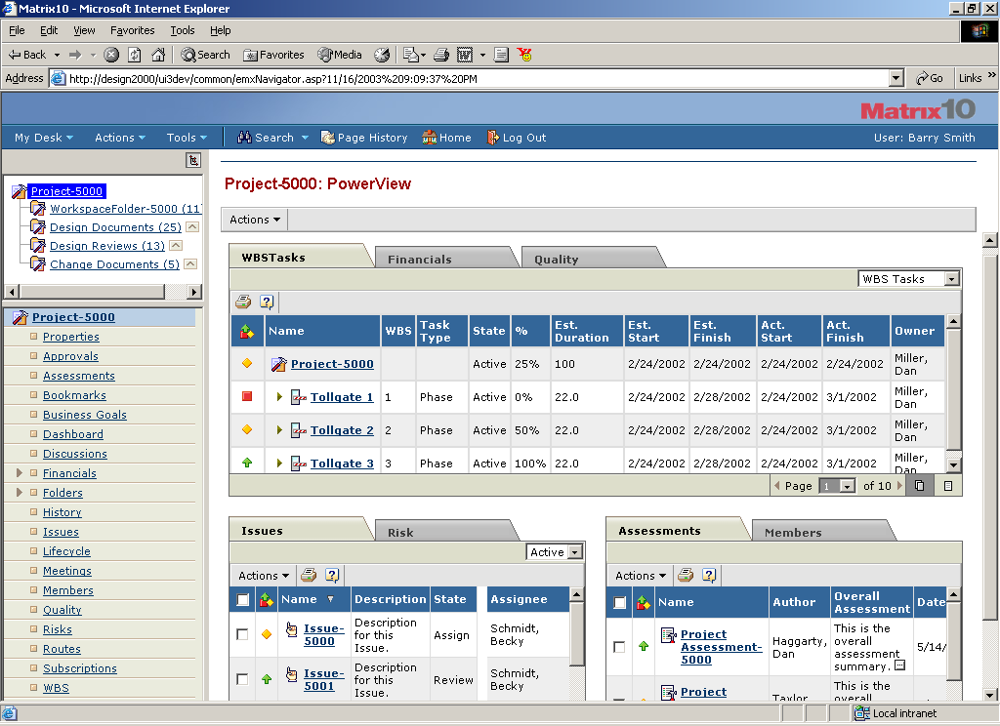 Matrix10 - Microsoft Internet Explorer
File Edit View Favorites Tools Help
Back Search Favorites Media
Address http://design2000/ui3dev/common/emxNavigator.asp?11/16/2003%209:09:37%20PM Go Links »
Matrix10
My Desk Actions Tools Search Page History Home Log Out User: Barry Smith
Project-5000
WorkspaceFolder-5000 (11
Design Documents (25)
Design Reviews (13)
Change Documents (5)
Project-5000
Properties
Approvals
Assessments
Bookmarks
Business Goals
Dashboard
Discussions
Financials
Folders
History
Issues
Lifecycle
Meetings
Members
Quality
Risks
Routes
Subscriptions
WBS
Project-5000: PowerView
Actions
WBSTasks Financials Quality
WBS Tasks
Name WBS Task Type State % Est. Duration Est. Start Est. Finish Act. Start Act. Finish Owner
Project-5000 Active 25% 100 2/24/2002 2/24/2002 2/24/2002 2/24/2002 Miller, Dan
Tollgate 1 1 Phase Active 0% 22.0 2/24/2002 2/28/2002 2/24/2002 3/1/2002 Miller, Dan
Tollgate 2 2 Phase Active 50% 22.0 2/24/2002 2/28/2002 2/24/2002 3/1/2002 Miller, Dan
Tollgate 3 3 Phase Active 100% 22.0 2/24/2002 2/28/2002 2/24/2002 3/1/2002 Miller, Dan
Page 1 of 10
Issues Risk
Active
Actions
Name Description State Assignee
Issue-5000 Description for this Issue. Assign Schmidt, Becky
Issue-5001 Description for this Issue. Review Schmidt, Becky
Assessments Members
Actions
Name Author Overall Assessment Date
Project Assessment-5000 Haggarty, Dan This is the overall assessment summary. 5/14/
Project Taylor This is the overall
Local intranet